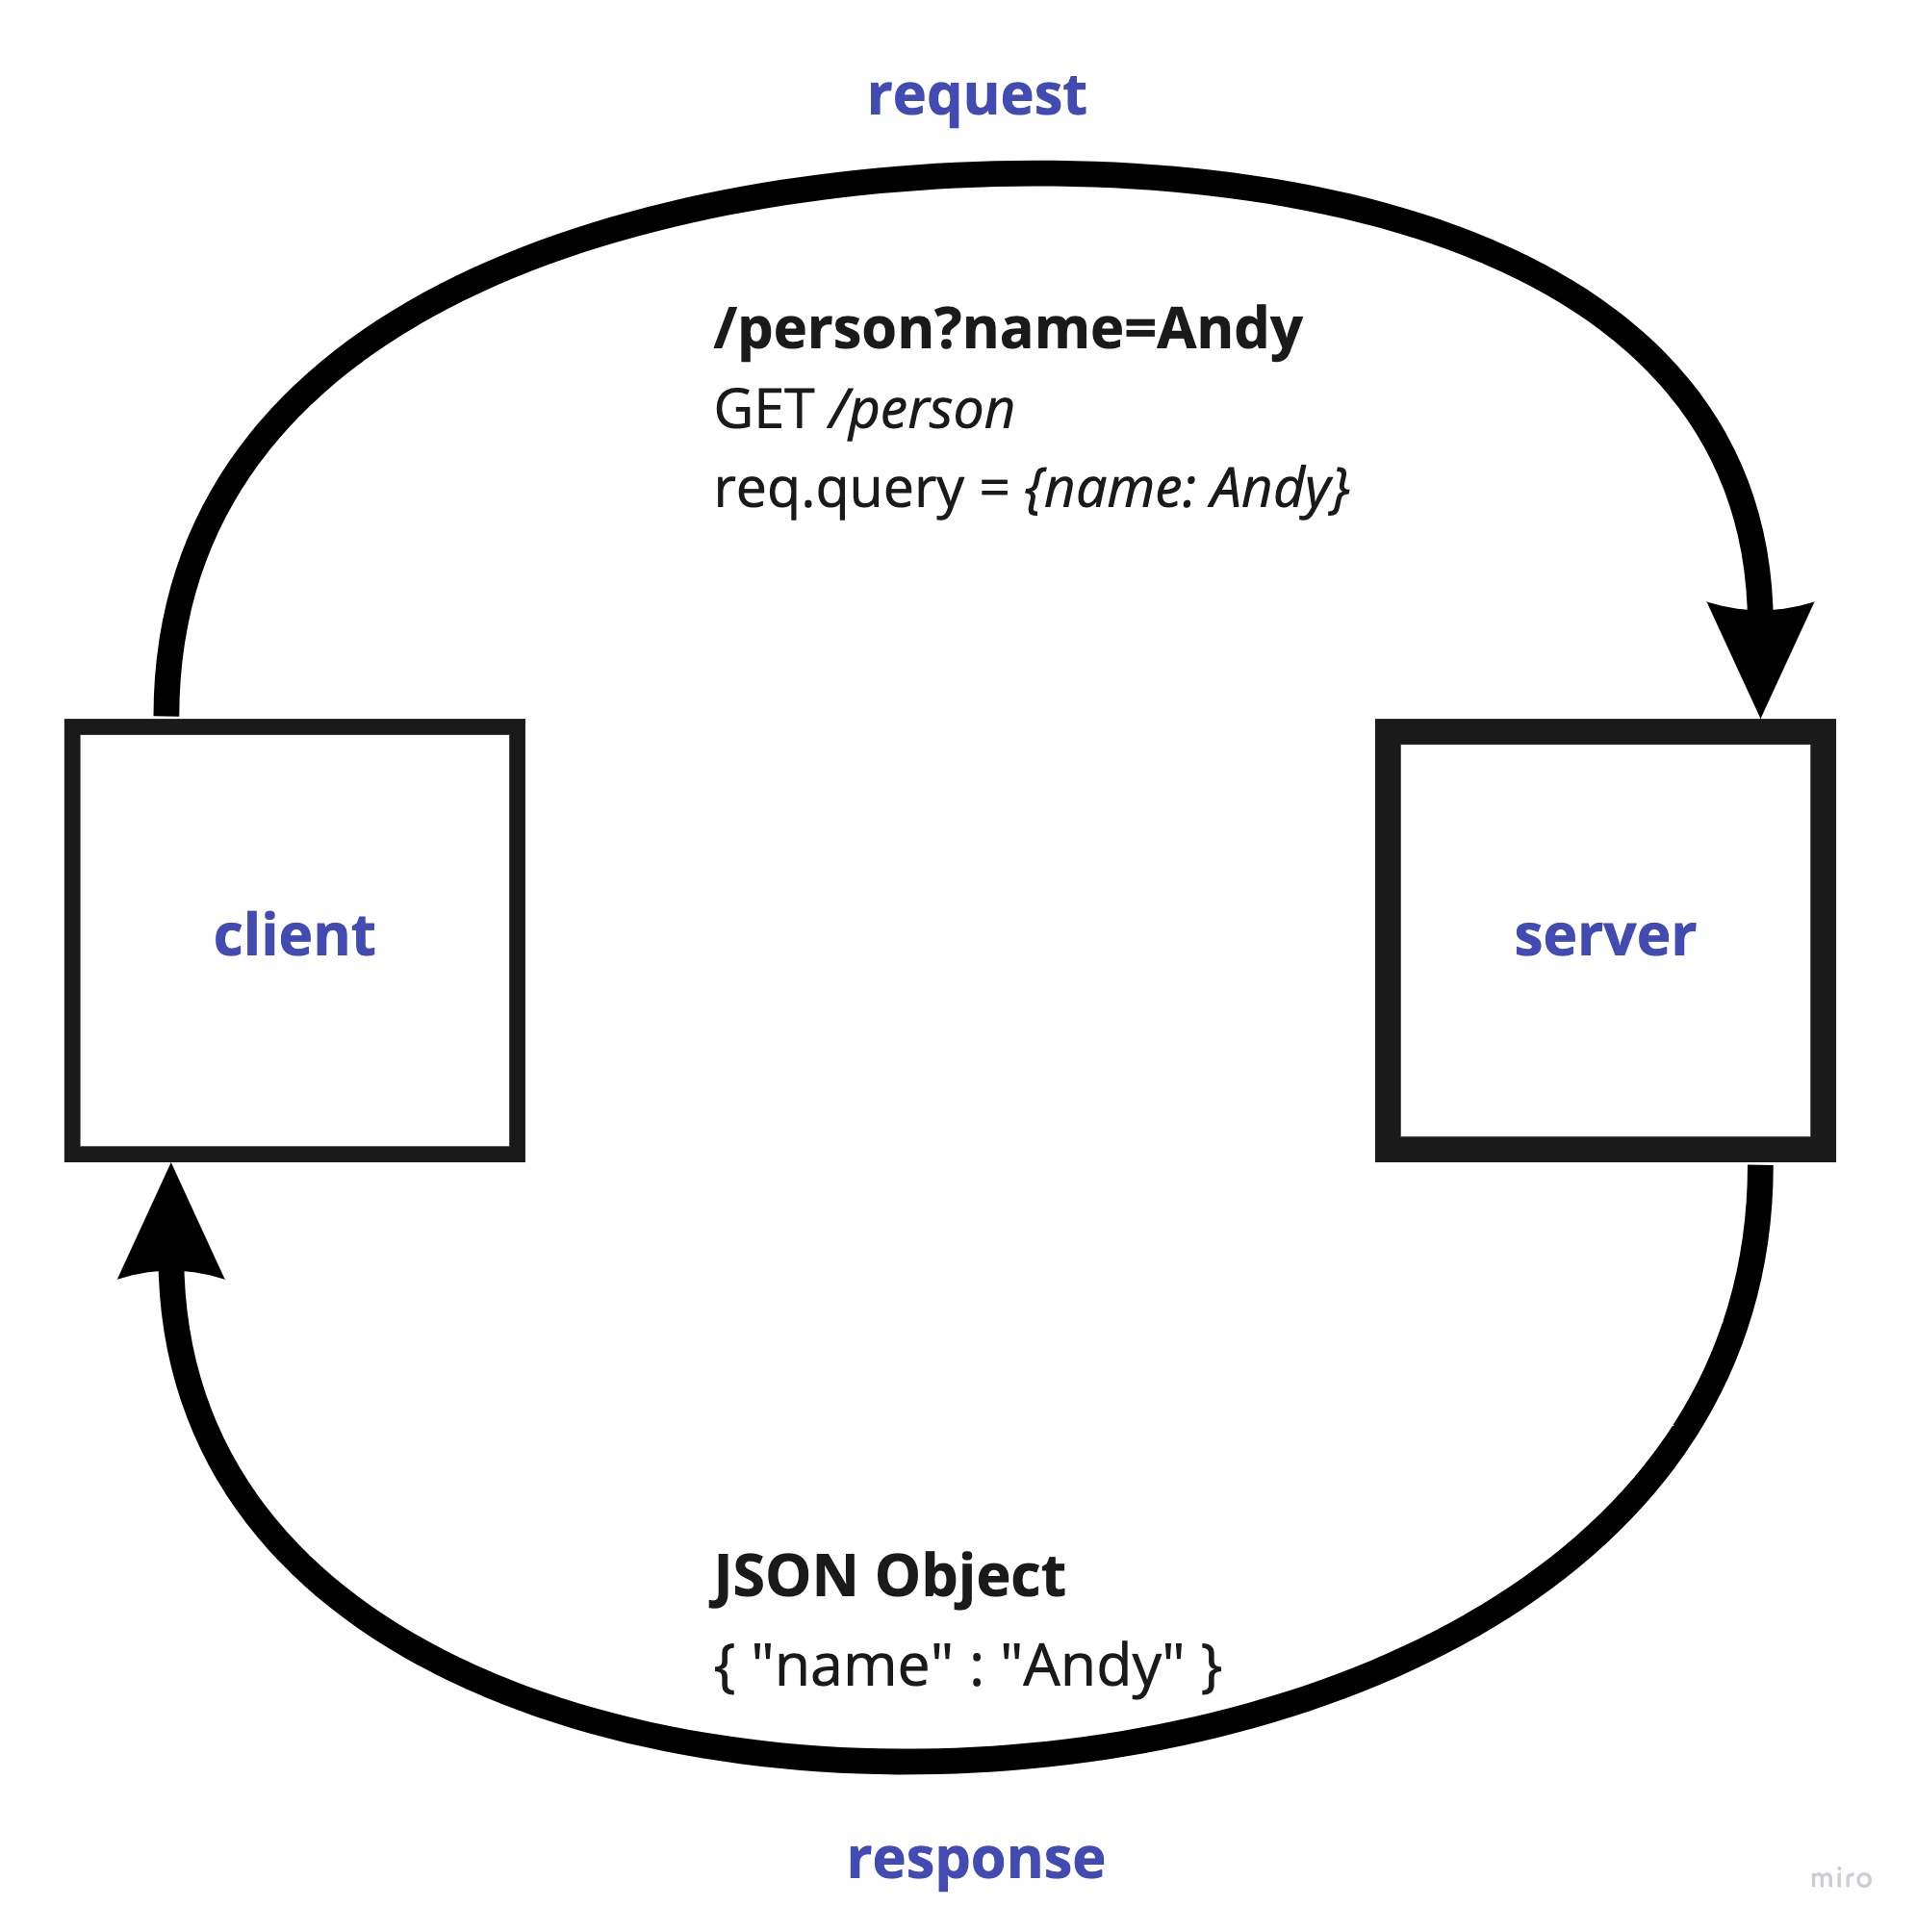 request
/person?name=Andy
GET /person
req.query = {name: Andy}
client
server
JSON Object
{ "name" : "Andy" }
response
miro